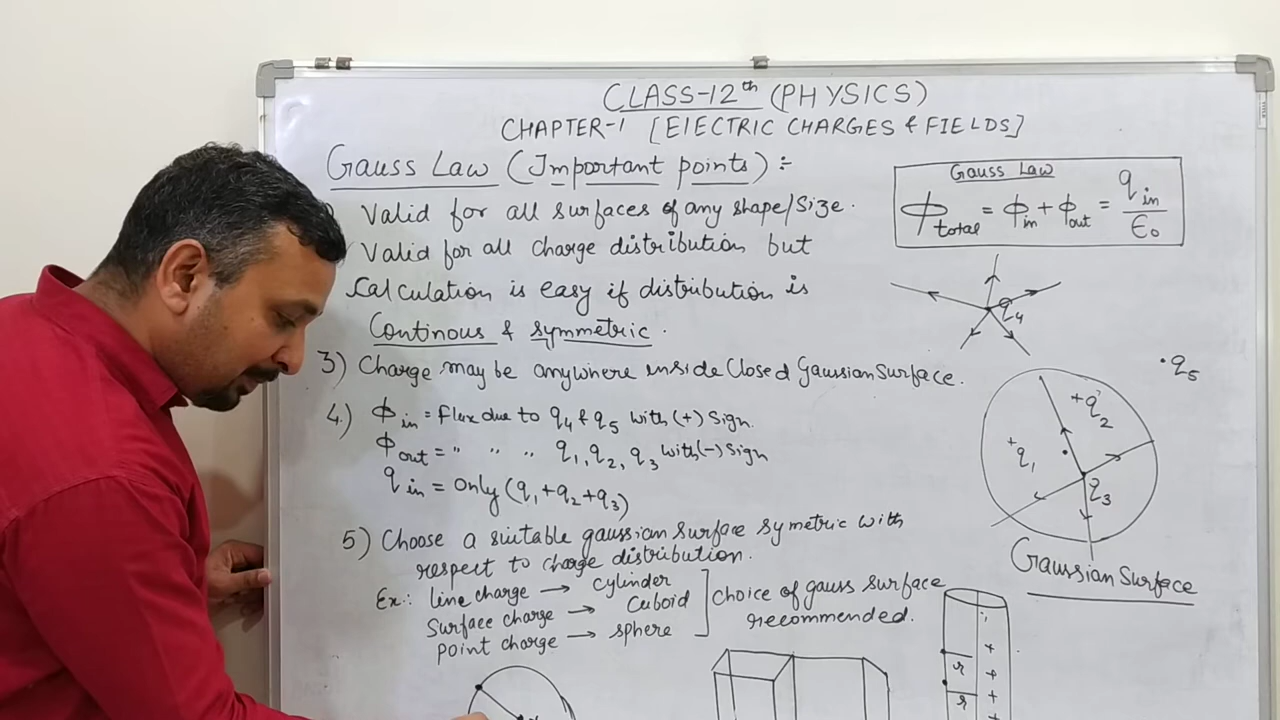 CLASS-12th (PHYSICS)
CHAPTER-1 [ElECTRIC CHARGES & FIELDS]
Gauss Law (Important points) :-
Valid for all surfaces of any shape/Size.
Valid for all charge distribution but
Calculation is easy if distribution is
Continous & symmetric.
3) Charge may be anywhere inside Closed Gaussian Surface.
4.) ϕin = flux due to q4 & q5 with (+) Sign.
ϕout = " " " q1, q2, q3 with (-) Sign
qin = only (q1+q2+q3)
5) Choose a suitable gaussian surface symetric with
respect to charge distribution.
Ex:: line charge → cylinder
Surface charge → Cuboid
point charge → sphere
choice of gauss surface
recommended.
Gauss Law
ϕtotal = ϕin + ϕout = qin/ε0
q4
q5
+q2
+q1
q3
Gaussian Surface
+
r +
r +
+